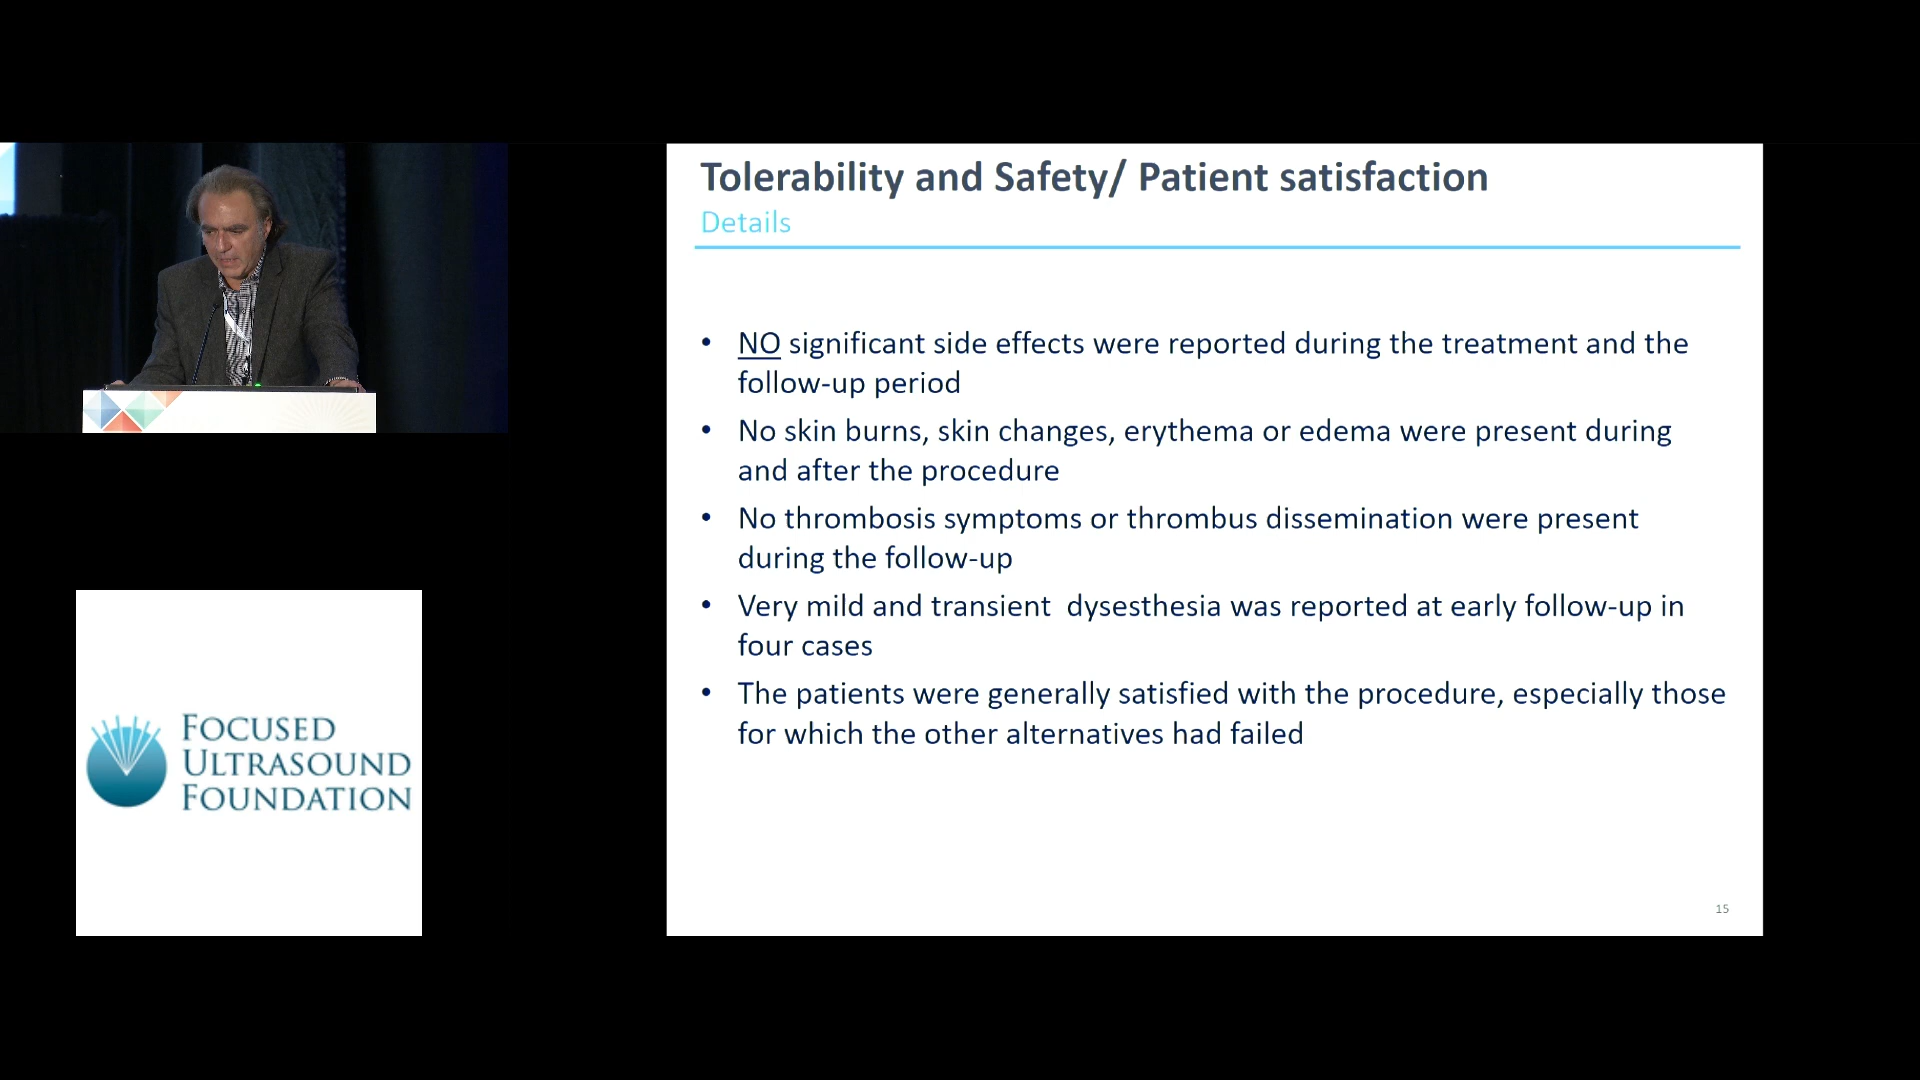 Tolerability and Safety/ Patient satisfaction
Details
• NO significant side effects were reported during the treatment and the
follow-up period
• No skin burns, skin changes, erythema or edema were present during
and after the procedure
• No thrombosis symptoms or thrombus dissemination were present
during the follow-up
• Very mild and transient  dysesthesia was reported at early follow-up in
four cases
• The patients were generally satisfied with the procedure, especially those
for which the other alternatives had failed
15
FOCUSED
ULTRASOUND
FOUNDATION